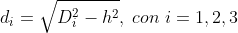 d_i = \sqrt{D_i^2 - h^2}, con i = 1, 2, 3